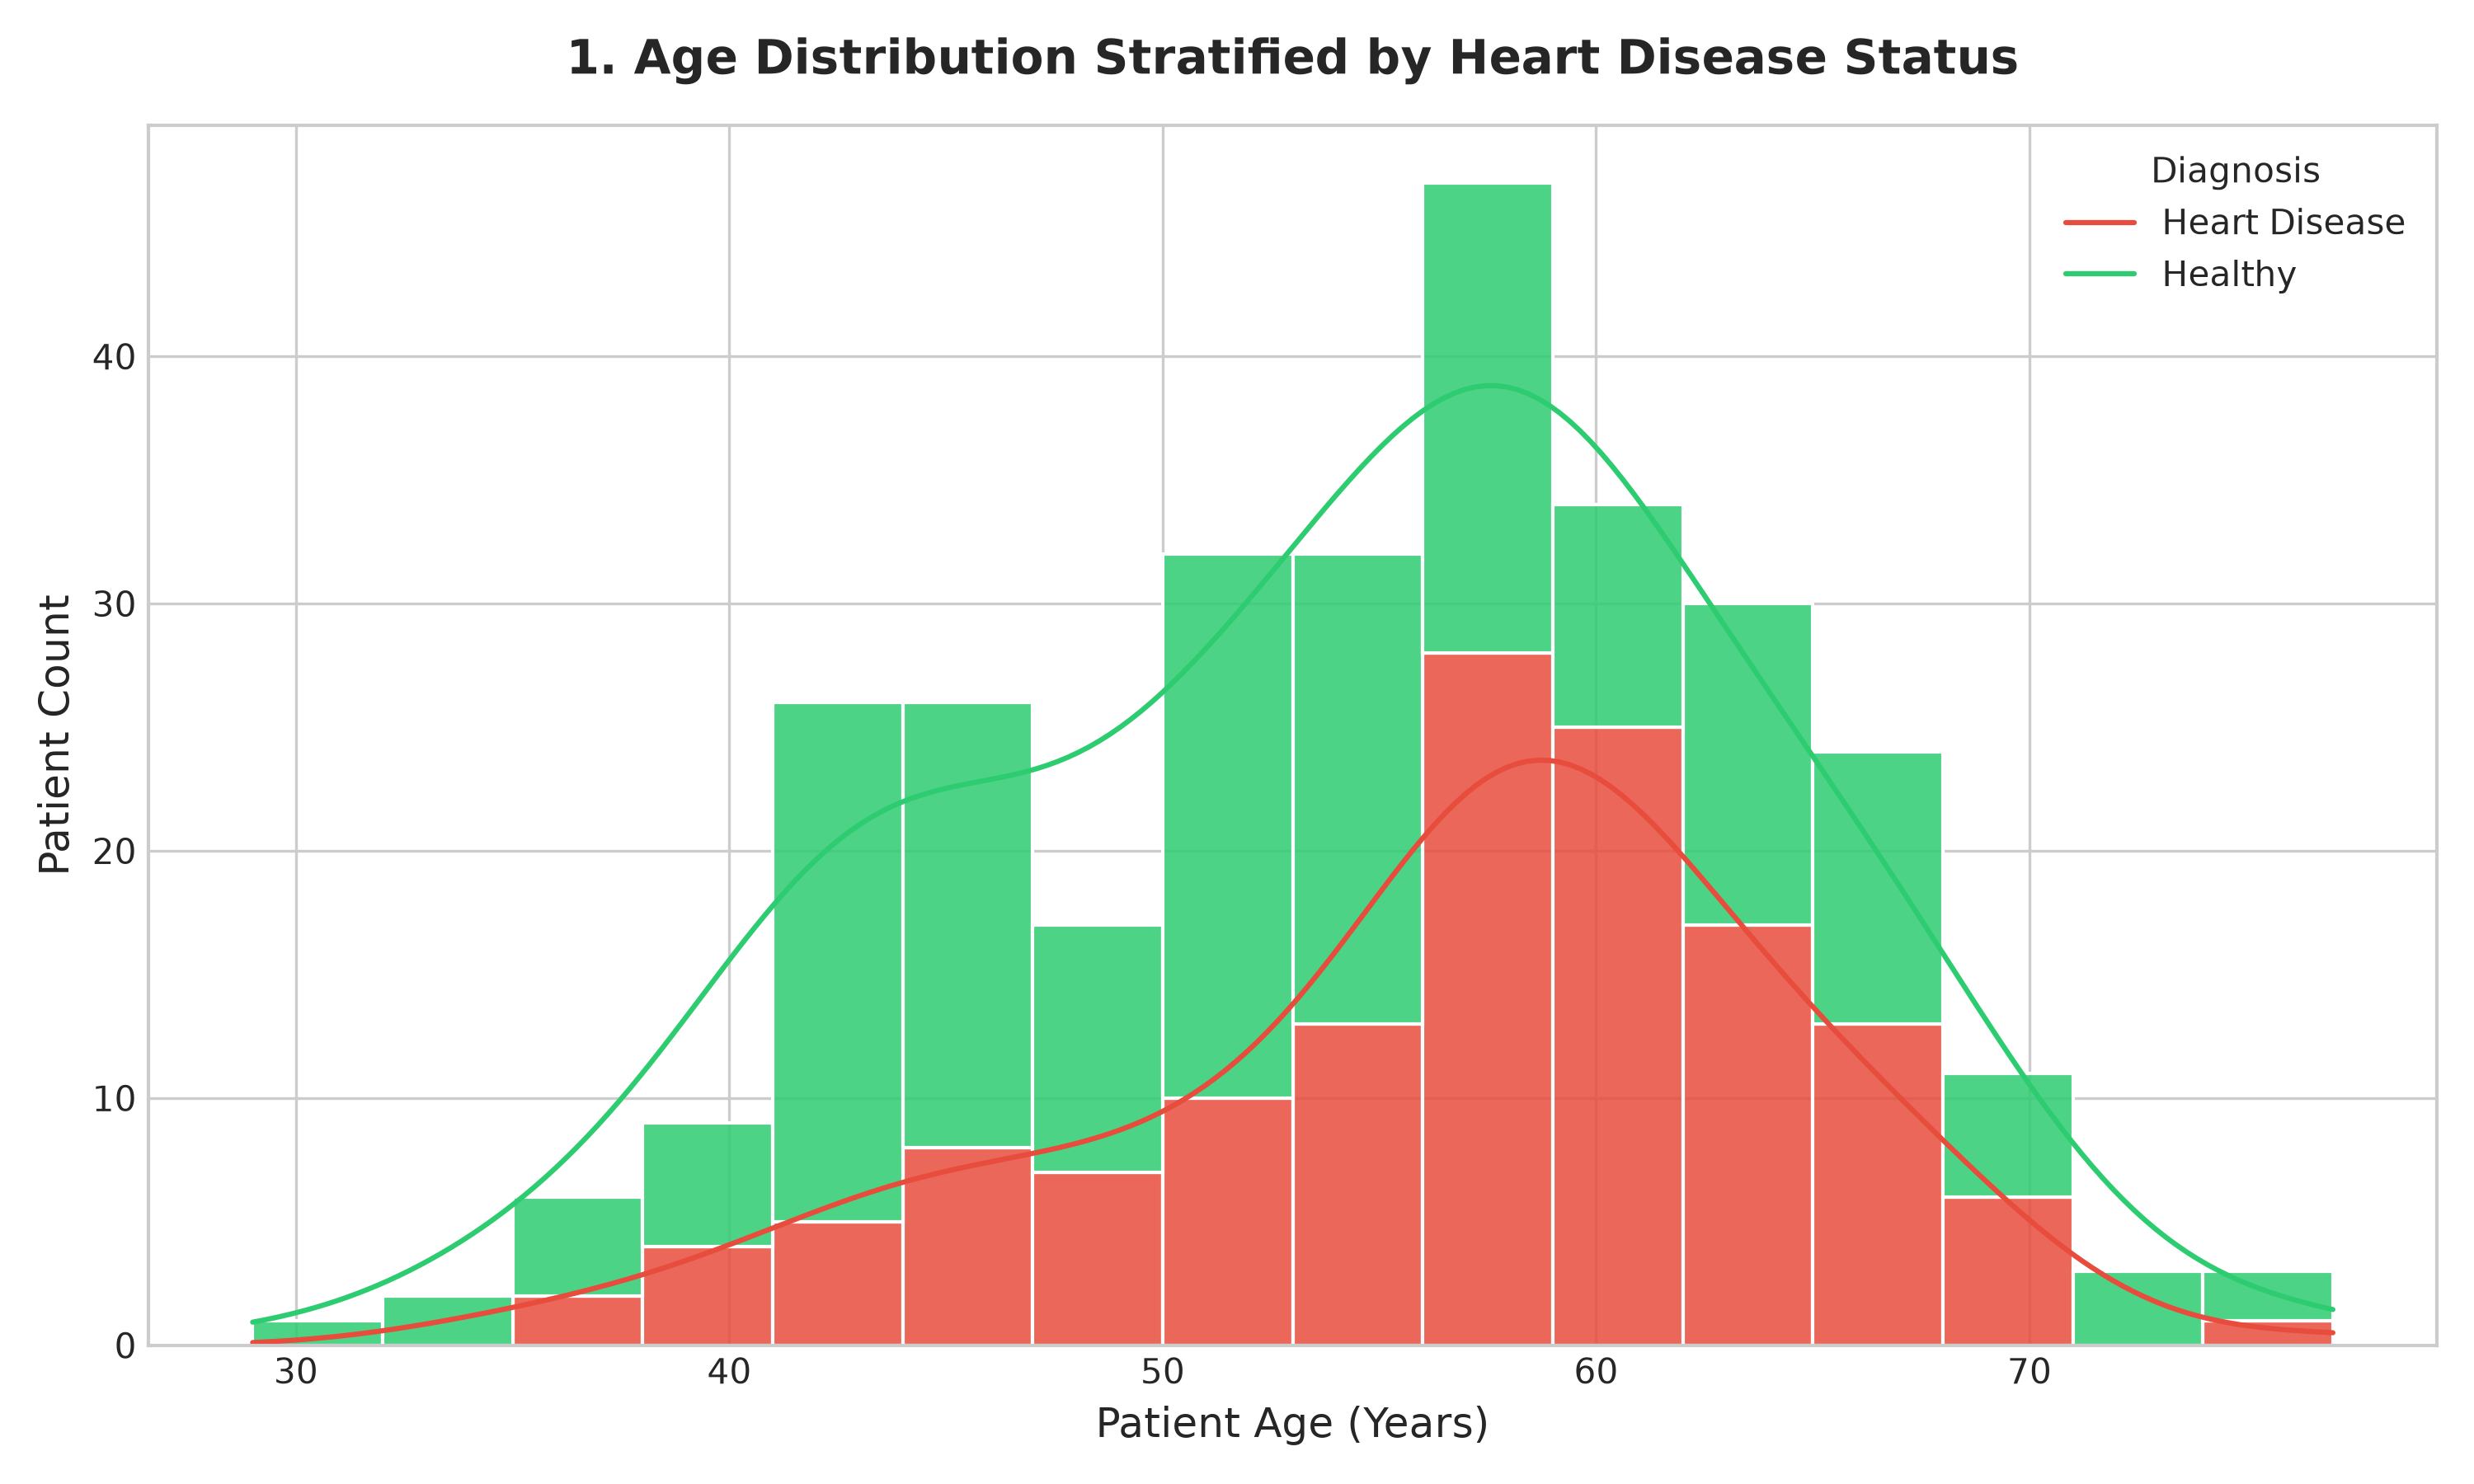 1. Age Distribution Stratified by Heart Disease Status
Diagnosis
Heart Disease
Healthy
Patient Count
40
30
20
10
0
30 40 50 60 70
Patient Age (Years)